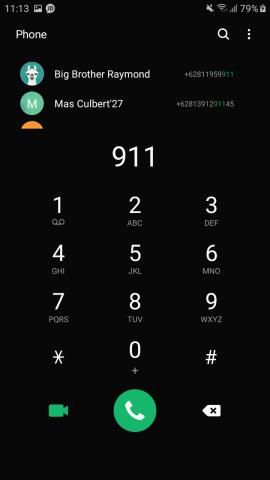 11:13 79%
Phone
Big Brother Raymond +62811959911
M Mas Culbert'27 +6281391291145
911
1 2 3
ABC DEF
4 5 6
GHI JKL MNO
7 8 9
PQRS TUV WXYZ
* 0 #
+